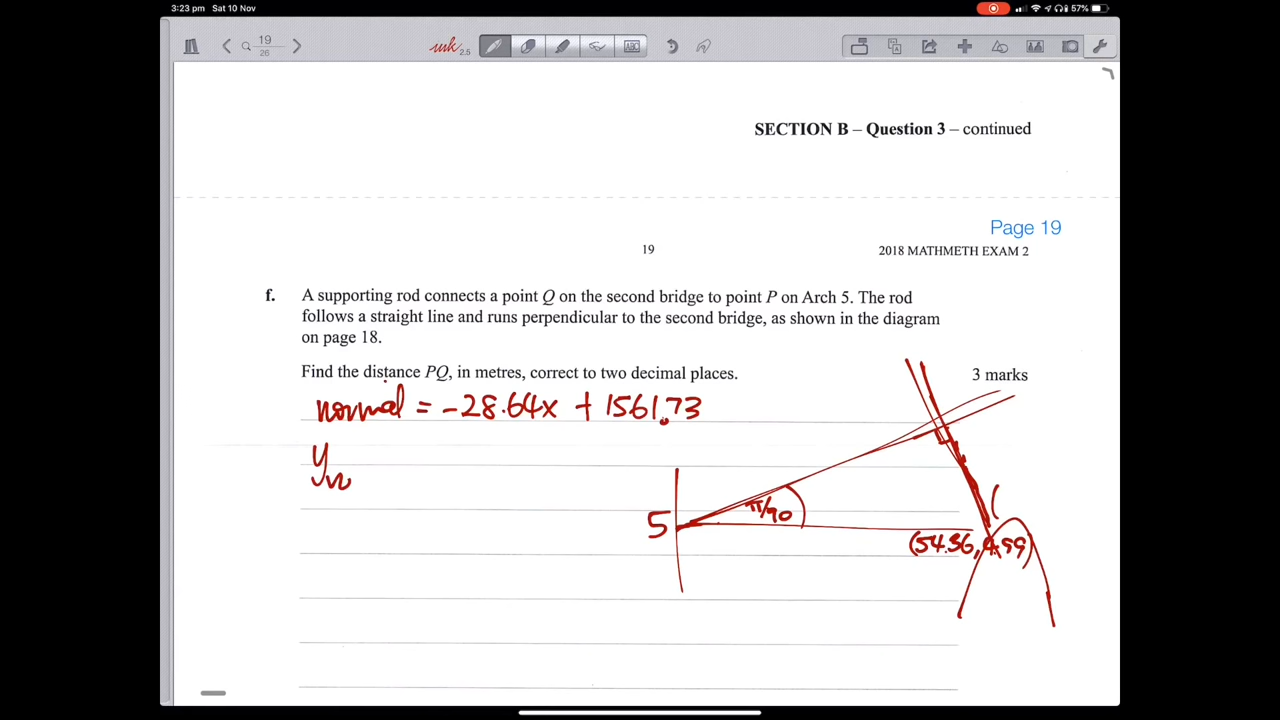 3:23 pm Sat 10 Nov
57%
19
26
2.5
ABC
SECTION B – Question 3 – continued
Page 19
19
2018 MATHMETH EXAM 2
f. A supporting rod connects a point Q on the second bridge to point P on Arch 5. The rod
follows a straight line and runs perpendicular to the second bridge, as shown in the diagram
on page 18.
Find the distance PQ, in metres, correct to two decimal places.
3 marks
normal = -28.64x + 1561.73
y
5
π/90
(54.36, 4.99)